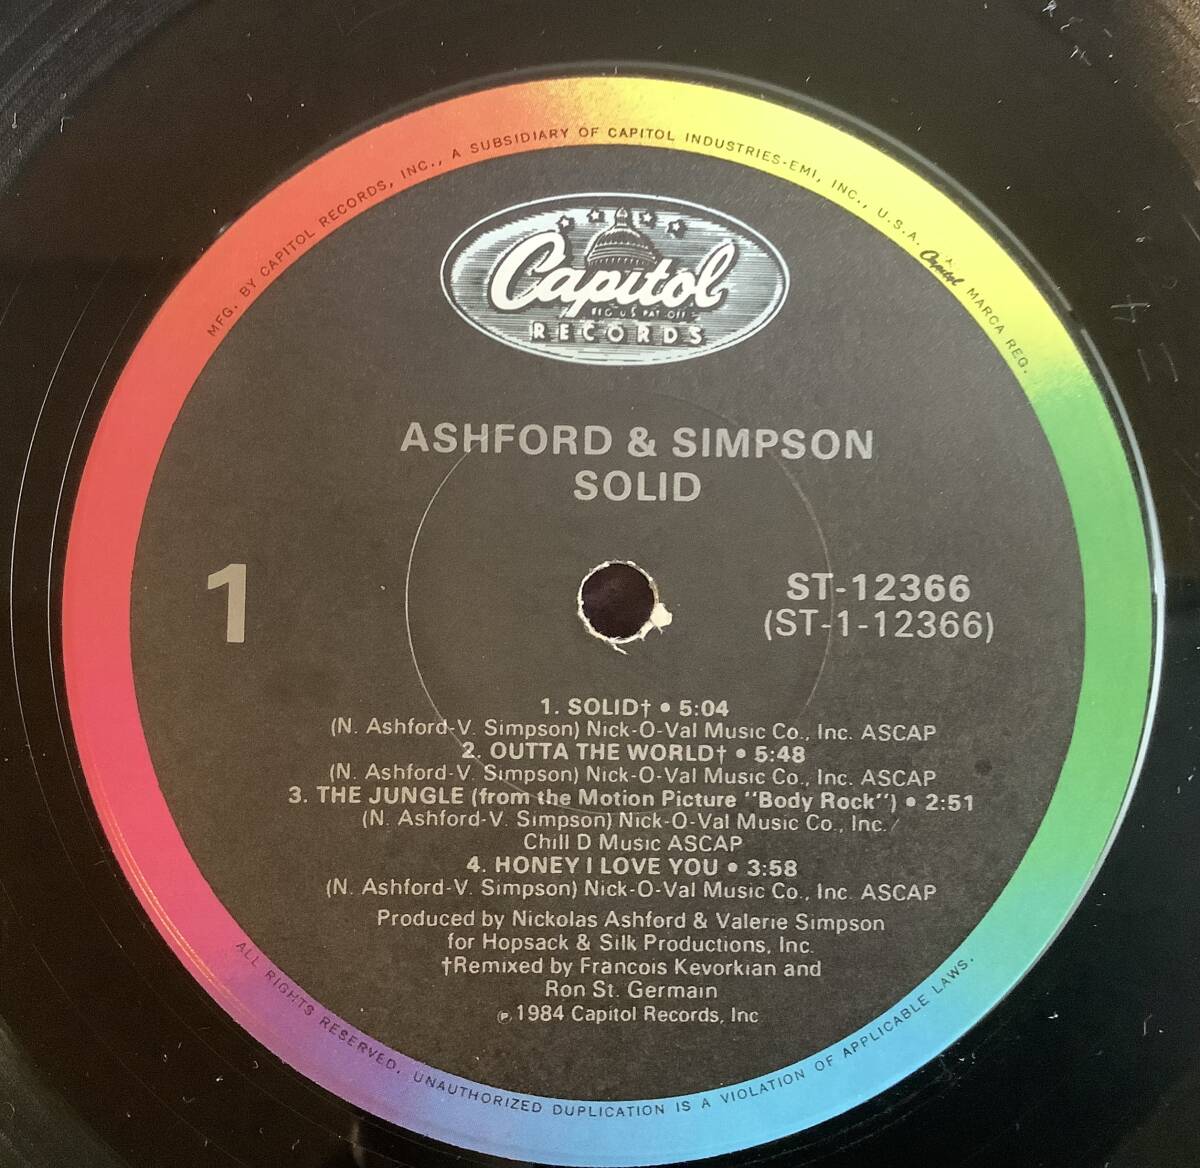 MFG. BY CAPITOL RECORDS, INC., A SUBSIDIARY OF CAPITOL INDUSTRIES-EMI, INC., U.S.A. Capitol MARCA REG.
Capitol
REG U.S. PAT. OFF.
RECORDS
ASHFORD & SIMPSON
SOLID
1
ST-12366
(ST-1-12366)
1. SOLID† • 5:04
(N. Ashford-V. Simpson) Nick-O-Val Music Co., Inc. ASCAP
2. OUTTA THE WORLD† • 5:48
(N. Ashford-V. Simpson) Nick-O-Val Music Co., Inc. ASCAP
3. THE JUNGLE (from the Motion Picture "Body Rock") • 2:51
(N. Ashford-V. Simpson) Nick-O-Val Music Co., Inc./
Chill D Music ASCAP
4. HONEY I LOVE YOU • 3:58
(N. Ashford-V. Simpson) Nick-O-Val Music Co., Inc. ASCAP
Produced by Nickolas Ashford & Valerie Simpson
for Hopsack & Silk Productions, Inc.
†Remixed by Francois Kevorkian and
Ron St. Germain
℗ 1984 Capitol Records, Inc
ALL RIGHTS RESERVED. UNAUTHORIZED DUPLICATION IS A VIOLATION OF APPLICABLE LAWS.